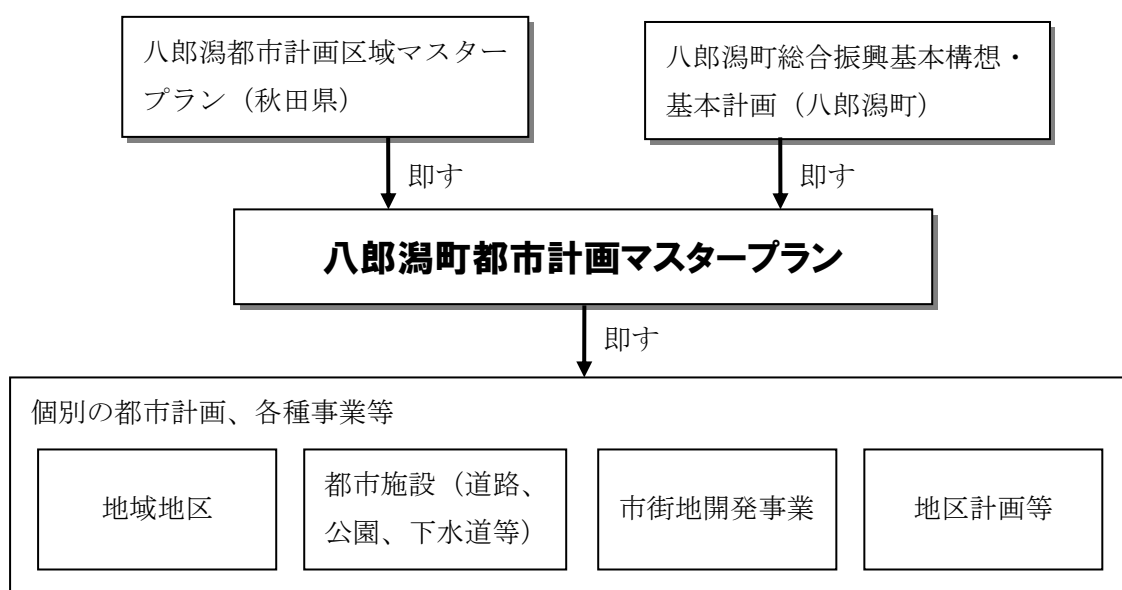 八郎潟都市計画区域マスター
プラン（秋田県）
八郎潟町総合振興基本構想・
基本計画（八郎潟町）
即す
即す
八郎潟町都市計画マスタープラン
即す
個別の都市計画、各種事業等
地域地区
都市施設（道路、
公園、下水道等）
市街地開発事業
地区計画等